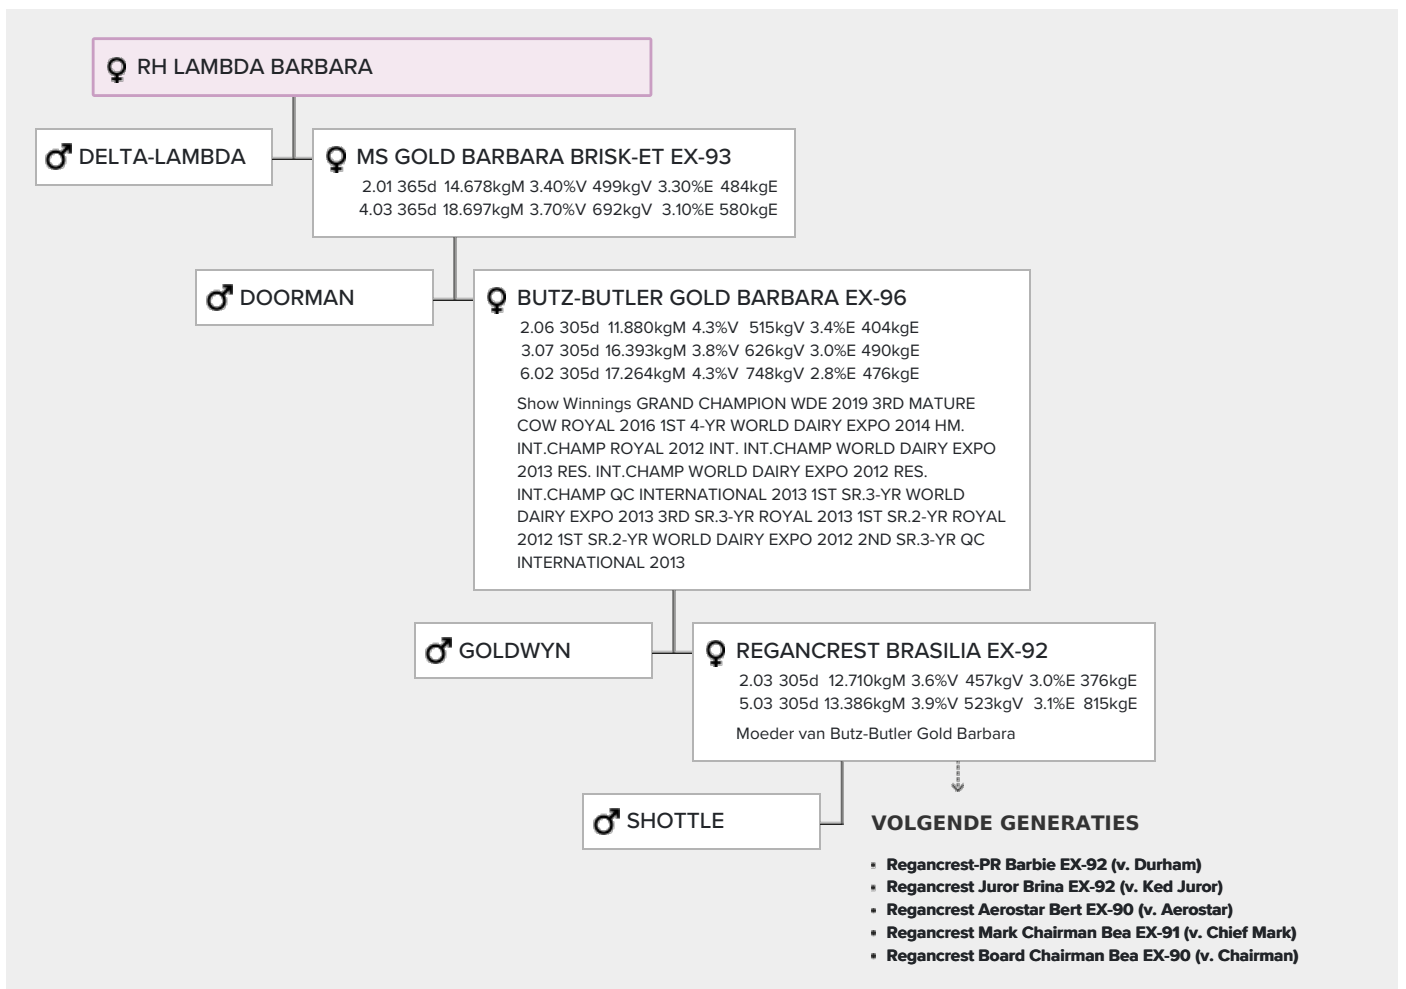 RH LAMBDA BARBARA
DELTA-LAMBDA
MS GOLD BARBARA BRISK-ET EX-93
2.01 365d 14.678kgM 3.40%V 499kgV 3.30%E 484kgE
4.03 365d 18.697kgM 3.70%V 692kgV 3.10%E 580kgE
DOORMAN
BUTZ-BUTLER GOLD BARBARA EX-96
2.06 305d 11.880kgM 4.3%V 515kgV 3.4%E 404kgE
3.07 305d 16.393kgM 3.8%V 626kgV 3.0%E 490kgE
6.02 305d 17.264kgM 4.3%V 748kgV 2.8%E 476kgE
Show Winnings GRAND CHAMPION WDE 2019 3RD MATURE
COW ROYAL 2016 1ST 4-YR WORLD DAIRY EXPO 2014 HM.
INT.CHAMP ROYAL 2012 INT. INT.CHAMP WORLD DAIRY EXPO
2013 RES. INT.CHAMP WORLD DAIRY EXPO 2012 RES.
INT.CHAMP QC INTERNATIONAL 2013 1ST SR.3-YR WORLD
DAIRY EXPO 2013 3RD SR.3-YR ROYAL 2013 1ST SR.2-YR ROYAL
2012 1ST SR.2-YR WORLD DAIRY EXPO 2012 2ND SR.3-YR QC
INTERNATIONAL 2013
GOLDWYN
REGANCREST BRASILIA EX-92
2.03 305d 12.710kgM 3.6%V 457kgV 3.0%E 376kgE
5.03 305d 13.386kgM 3.9%V 523kgV 3.1%E 815kgE
Moeder van Butz-Butler Gold Barbara
SHOTTLE
VOLGENDE GENERATIES
Regancrest-PR Barbie EX-92 (v. Durham)
Regancrest Juror Brina EX-92 (v. Ked Juror)
Regancrest Aerostar Bert EX-90 (v. Aerostar)
Regancrest Mark Chairman Bea EX-91 (v. Chief Mark)
Regancrest Board Chairman Bea EX-90 (v. Chairman)